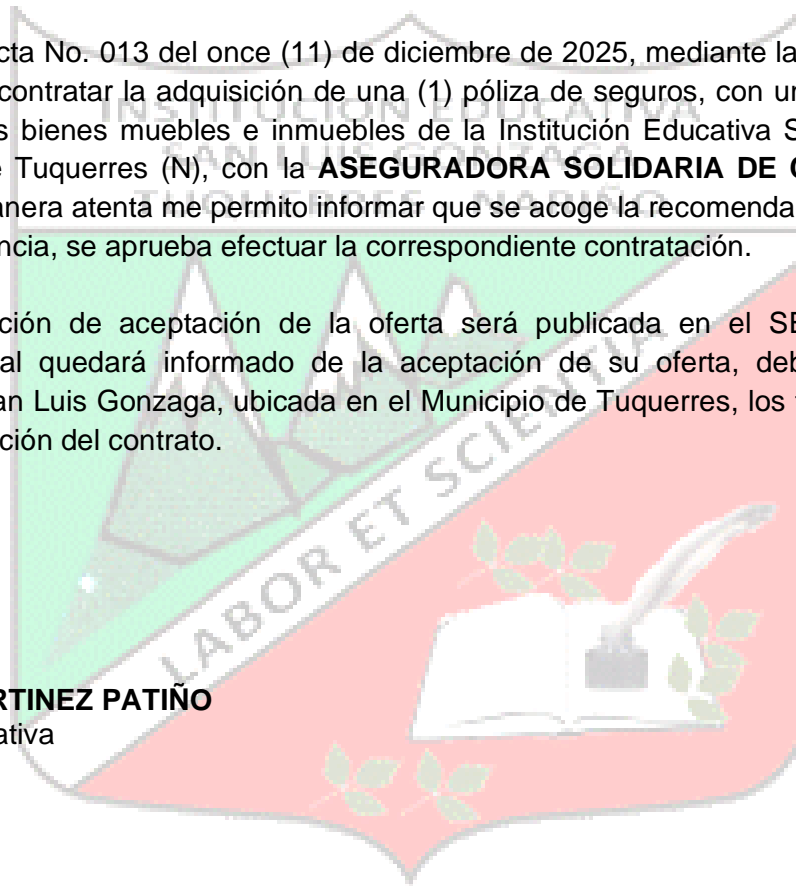 cta No. 013 del once (11) de diciembre de 2025, mediante la
contratar la adquisición de una (1) póliza de seguros, con un
s bienes muebles e inmuebles de la Institución Educativa S
e Tuquerres (N), con la ASEGURADORA SOLIDARIA DE
anera atenta me permito informar que se acoge la recomenda
ncia, se aprueba efectuar la correspondiente contratación.
ción de aceptación de la oferta será publicada en el SE
al quedará informado de la aceptación de su oferta, deb
an Luis Gonzaga, ubicada en el Municipio de Tuquerres, los
ción del contrato.
RTINEZ PATIÑO
ativa
INSTITUCION EDUCATIVA
SAN LUIS GONZAGA
TUQUERRES NARIÑO
LABOR ET SCIENTIA